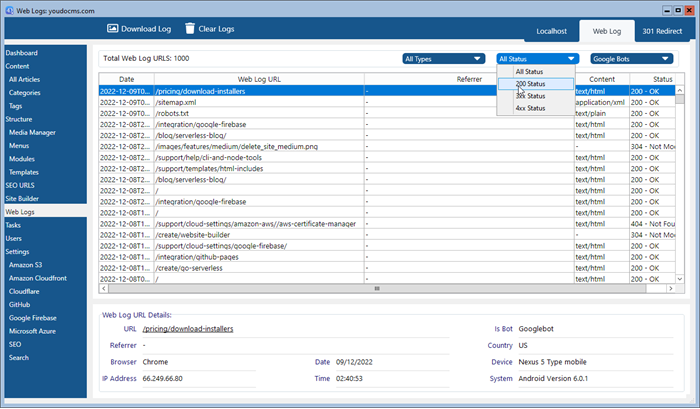 Web Logs: youdocms.com
Download Log
Clear Logs
Localhost
Web Log
301 Redirect
Dashboard
Content
All Articles
Categories
Tags
Structure
Media Manager
Menus
Modules
Templates
SEO URLS
Site Builder
Web Logs
Tasks
Users
Settings
Amazon S3
Amazon Cloudfront
Cloudflare
GitHub
Google Firebase
Microsoft Azure
SEO
Search
Total Web Log URLS: 1000
All Types
All Status
Google Bots
All Status
200 Status
3xx Status
4xx Status
Date Web Log URL Referrer Content Status
2022-12-09T0... /pricing/download-installers - text/html 200 - OK
2022-12-09T0... /sitemap.xml - application/xml 200 - OK
2022-12-09T0... /robots.txt - text/plain 200 - OK
2022-12-08T2... /integration/google-firebase - text/html 200 - OK
2022-12-08T2... /blog/serverless-blog/ - text/html 200 - OK
2022-12-08T2... /images/features/medium/delete_site_medium.png - - 304 - Not Mod
2022-12-08T2... /support/help/cli-and-node-tools - text/html 200 - OK
2022-12-08T2... /support/templates/html-includes - text/html 200 - OK
2022-12-08T2... /blog/serverless-blog/ - text/html 200 - OK
2022-12-08T2... / - text/html 200 - OK
2022-12-08T2... /integration/google-firebase - text/html 200 - OK
2022-12-08T2... / - text/html 200 - OK
2022-12-08T1... /support/cloud-settings/amazon-aws//aws-certificate-manager - text/html 404 - Not Fou
2022-12-08T1... /create/website-builder - - 304 - Not Mod
2022-12-08T1... /support/cloud-settings/google-firebase/ - text/html 200 - OK
2022-12-08T1... /integration/github-pages - text/html 200 - OK
2022-12-08T1... /create/go-serverless - text/html 200 - OK
2022-12-08T0... / - text/html 200 - OK
Web Log URL Details:
URL /pricing/download-installers Is Bot Googlebot
Referrer - Country US
Browser Chrome Date 09/12/2022 Device Nexus 5 Type mobile
IP Address 66.249.66.80 Time 02:40:53 System Android Version 6.0.1